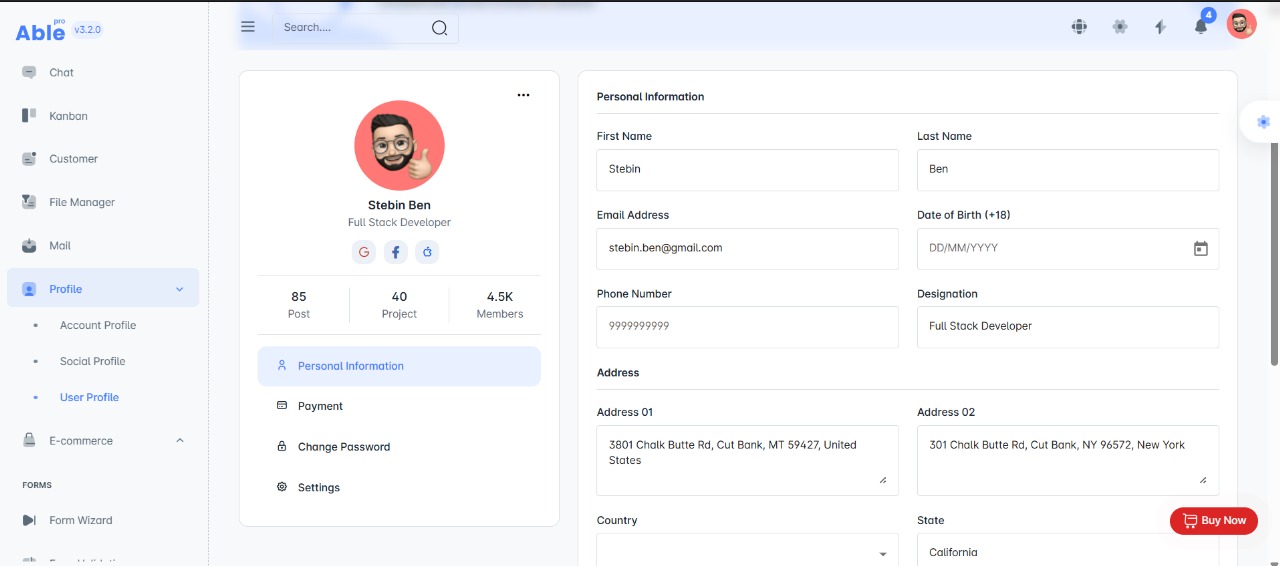 Able pro v3.2.0
Search....
4
Chat
Kanban
Customer
File Manager
Mail
Profile
Account Profile
Social Profile
User Profile
E-commerce
FORMS
Form Wizard
Stebin Ben
Full Stack Developer
85 40 4.5K
Post Project Members
Personal Information
Payment
Change Password
Settings
Personal Information
First Name Last Name
Stebin Ben
Email Address Date of Birth (+18)
stebin.ben@gmail.com DD/MM/YYYY
Phone Number Designation
9999999999 Full Stack Developer
Address
Address 01 Address 02
3801 Chalk Butte Rd, Cut Bank, MT 59427, United 301 Chalk Butte Rd, Cut Bank, NY 96572, New York
States
Country State
California
Buy Now